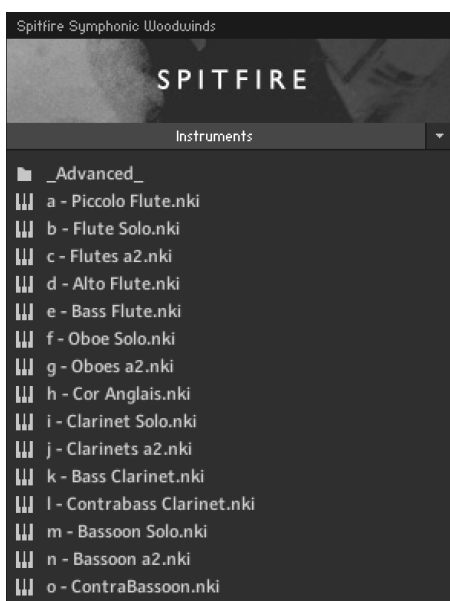 Spitfire Symphonic Woodwinds
SPITFIRE
Instruments
_Advanced_
a - Piccolo Flute.nki
b - Flute Solo.nki
c - Flutes a2.nki
d - Alto Flute.nki
e - Bass Flute.nki
f - Oboe Solo.nki
g - Oboes a2.nki
h - Cor Anglais.nki
i - Clarinet Solo.nki
j - Clarinets a2.nki
k - Bass Clarinet.nki
l - Contrabass Clarinet.nki
m - Bassoon Solo.nki
n - Bassoon a2.nki
o - ContraBassoon.nki